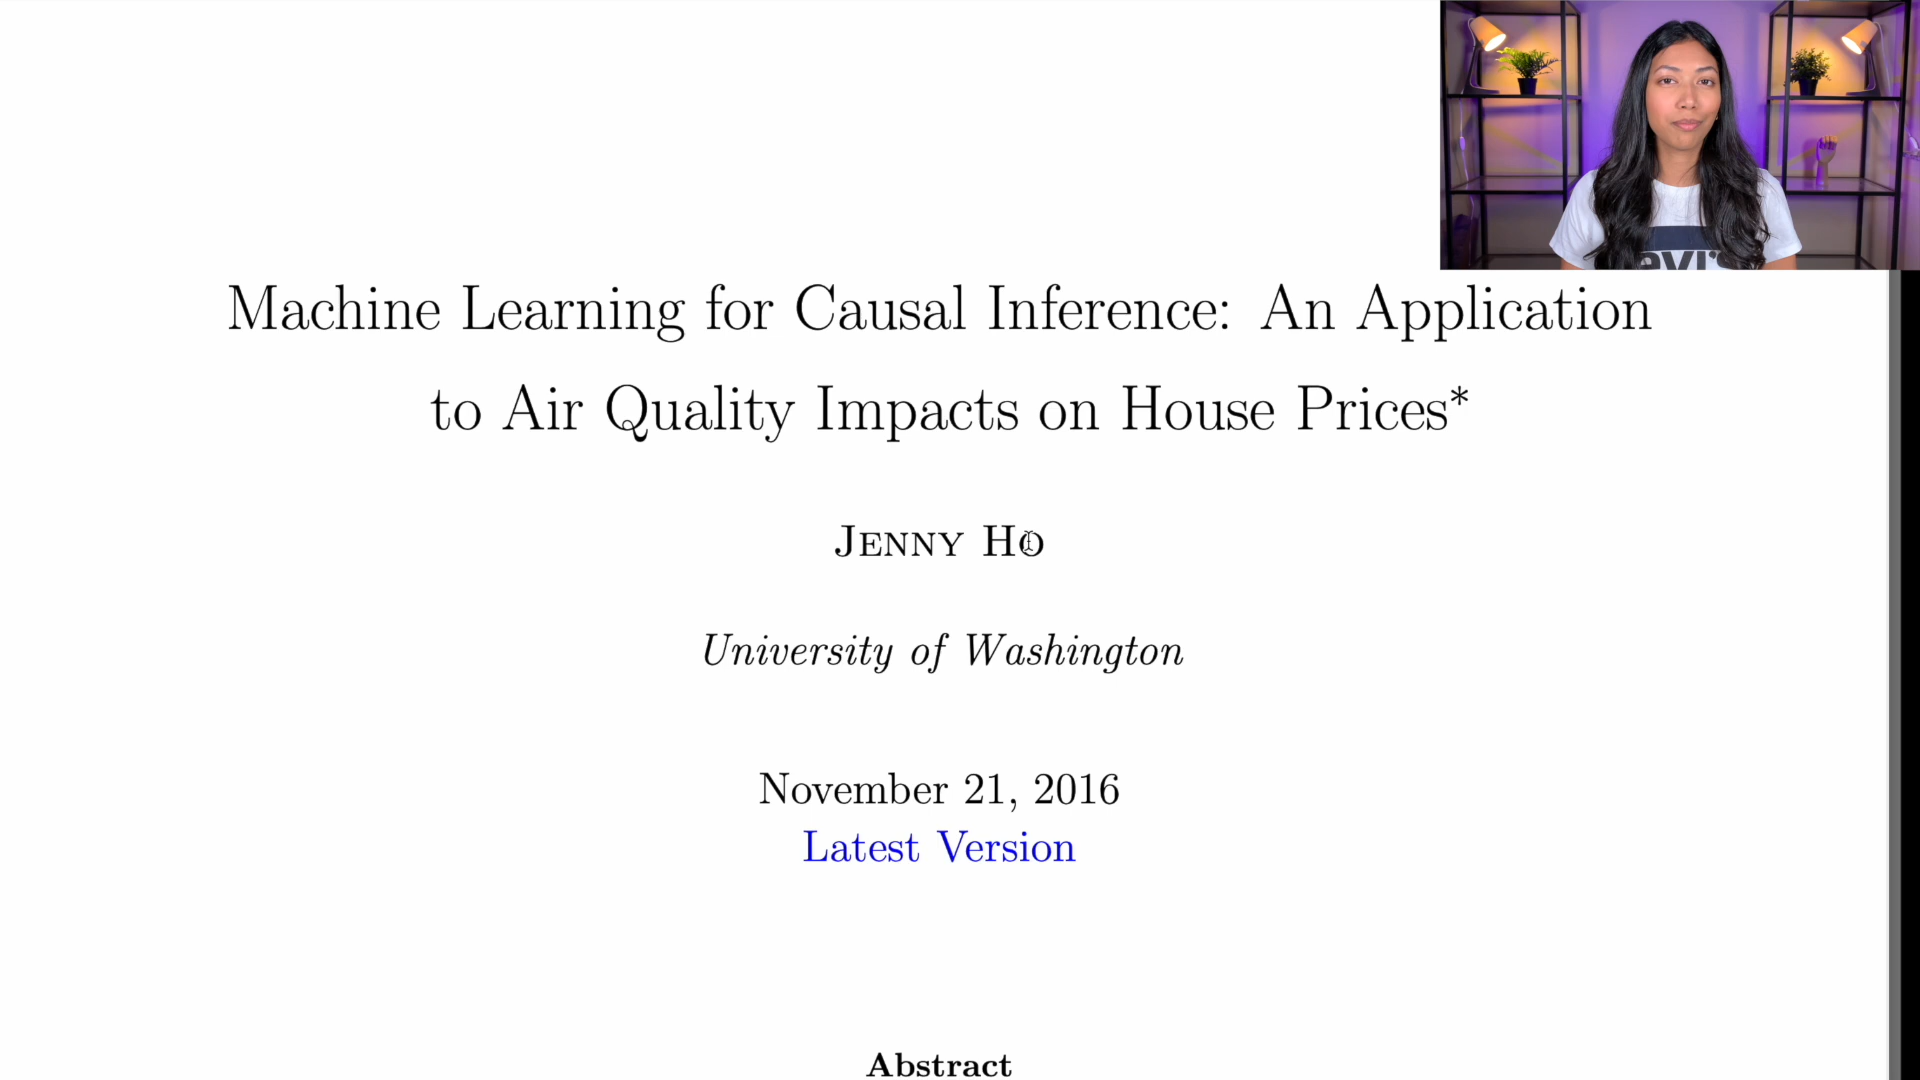 Machine Learning for Causal Inference: An Application
to Air Quality Impacts on House Prices*
JENNY HO
University of Washington
November 21, 2016
Latest Version
Abstract